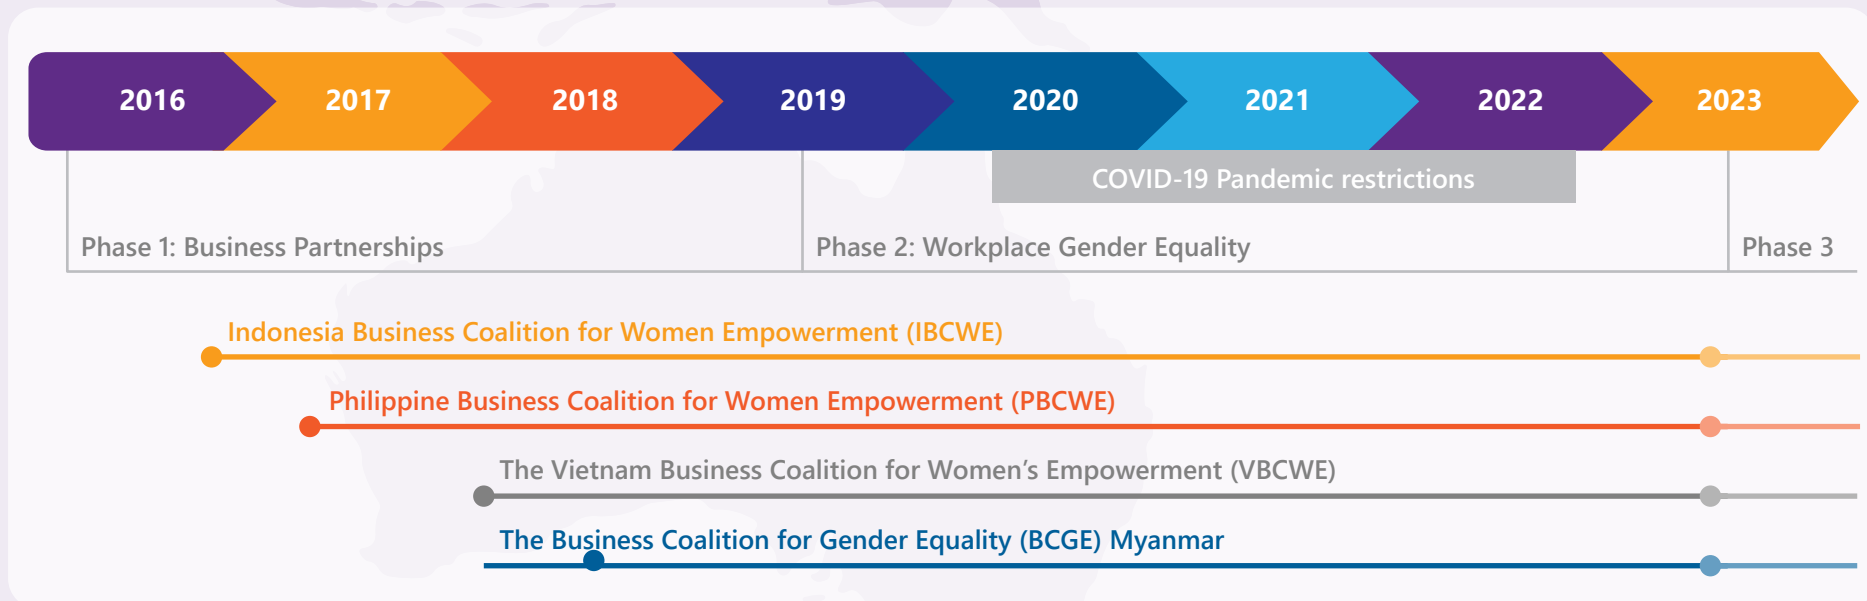 2016 2017 2018 2019 2020 2021 2022 2023
COVID-19 Pandemic restrictions
Phase 1: Business Partnerships
Phase 2: Workplace Gender Equality
Phase 3
Indonesia Business Coalition for Women Empowerment (IBCWE)
Philippine Business Coalition for Women Empowerment (PBCWE)
The Vietnam Business Coalition for Women’s Empowerment (VBCWE)
The Business Coalition for Gender Equality (BCGE) Myanmar